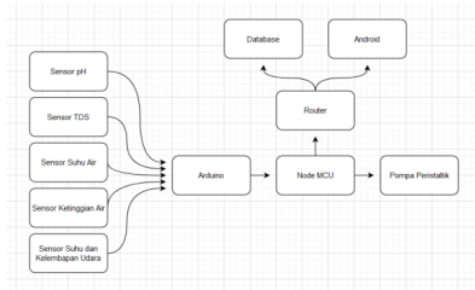 Database
Android
Sensor pH
Router
Sensor TDS
Sensor Suhu Air
Arduino
Node MCU
Pompa Peristaltik
Sensor Ketinggian Air
Sensor Suhu dan
Kelembapan Udara